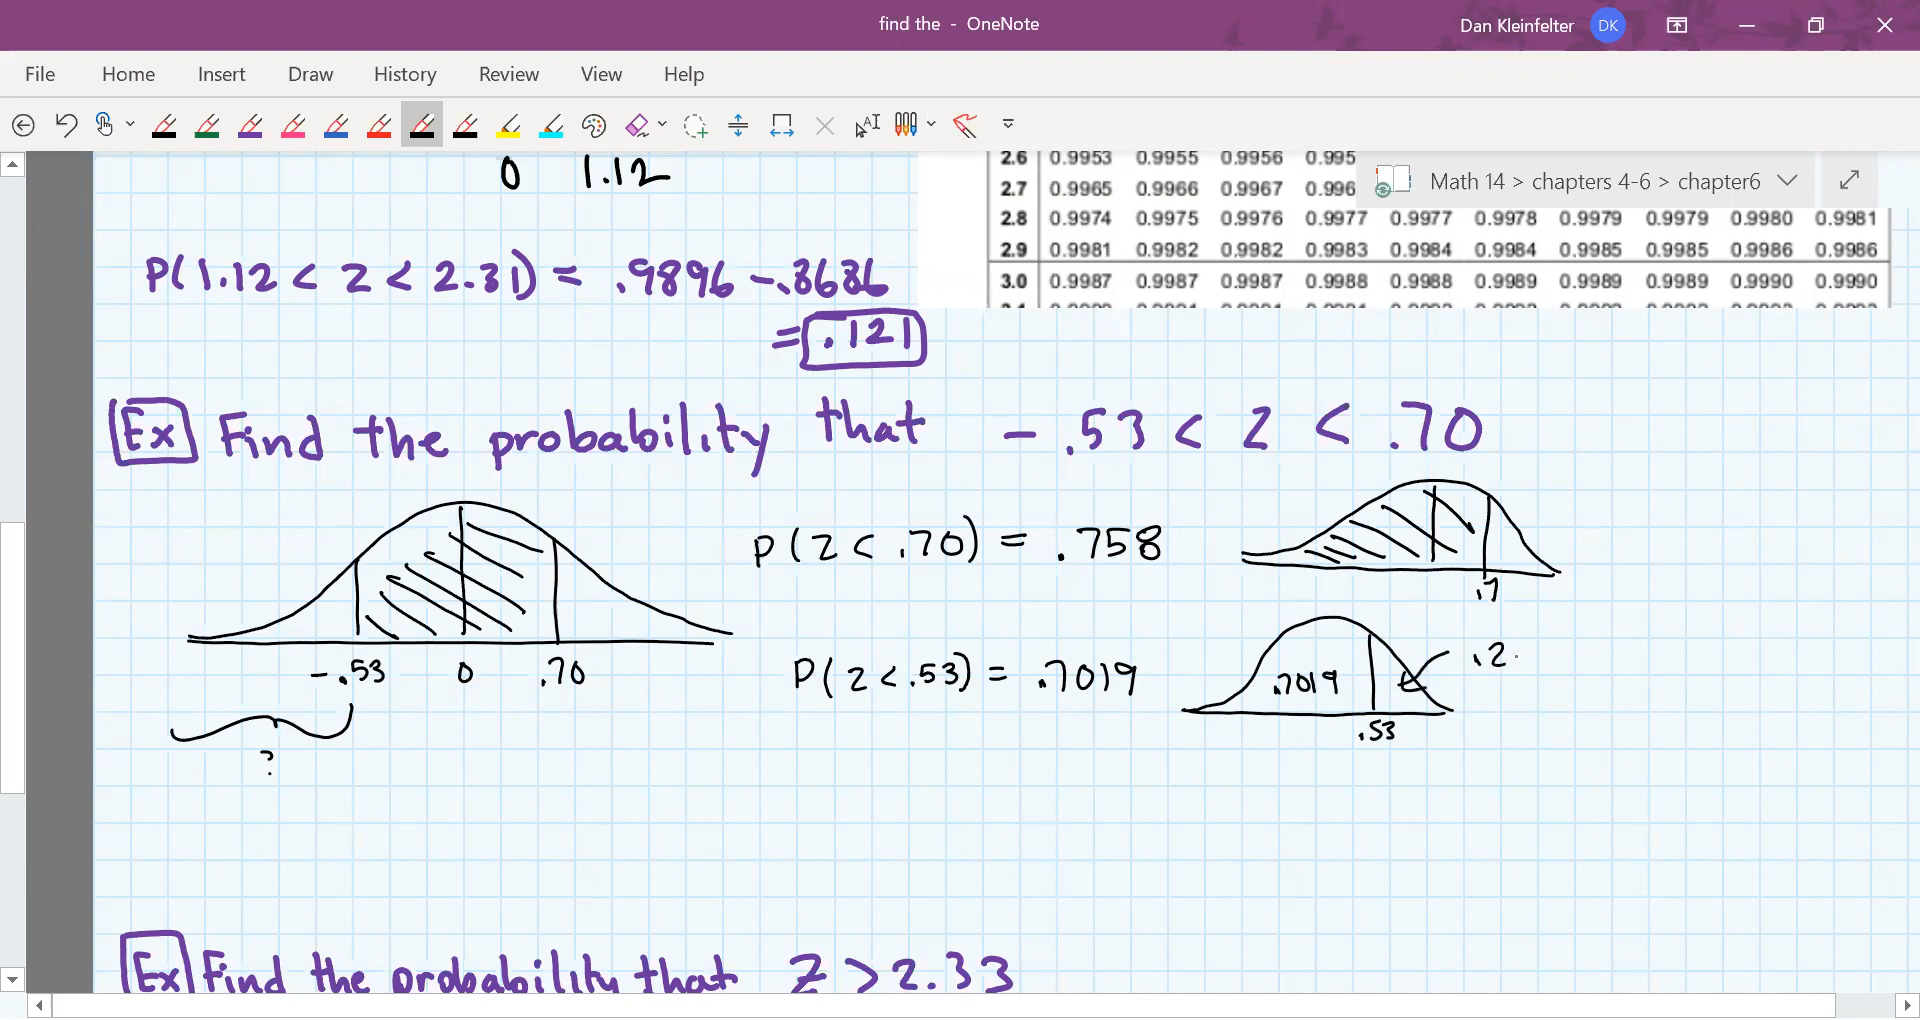 find the - OneNote
Dan Kleinfelter DK
File Home Insert Draw History Review View Help
0 1.12
2.6 0.9953 0.9955 0.9956 0.995
Math 14 > chapters 4-6 > chapter6
2.7 0.9965 0.9966 0.9967 0.996
2.8 0.9974 0.9975 0.9976 0.9977 0.9977 0.9978 0.9979 0.9979 0.9980 0.9981
2.9 0.9981 0.9982 0.9982 0.9983 0.9984 0.9984 0.9985 0.9985 0.9986 0.9986
3.0 0.9987 0.9987 0.9987 0.9988 0.9988 0.9989 0.9989 0.9989 0.9990 0.9990
P(1.12 < Z < 2.31) = .9896 - .8686
= .121
Ex Find the probability that - .53 < Z < .70
-.53 0 .70
?
P(Z < .70) = .758
.7
P(Z < .53) = .7019
.7019
.2
.53
Ex Find the probability that Z > 2.33